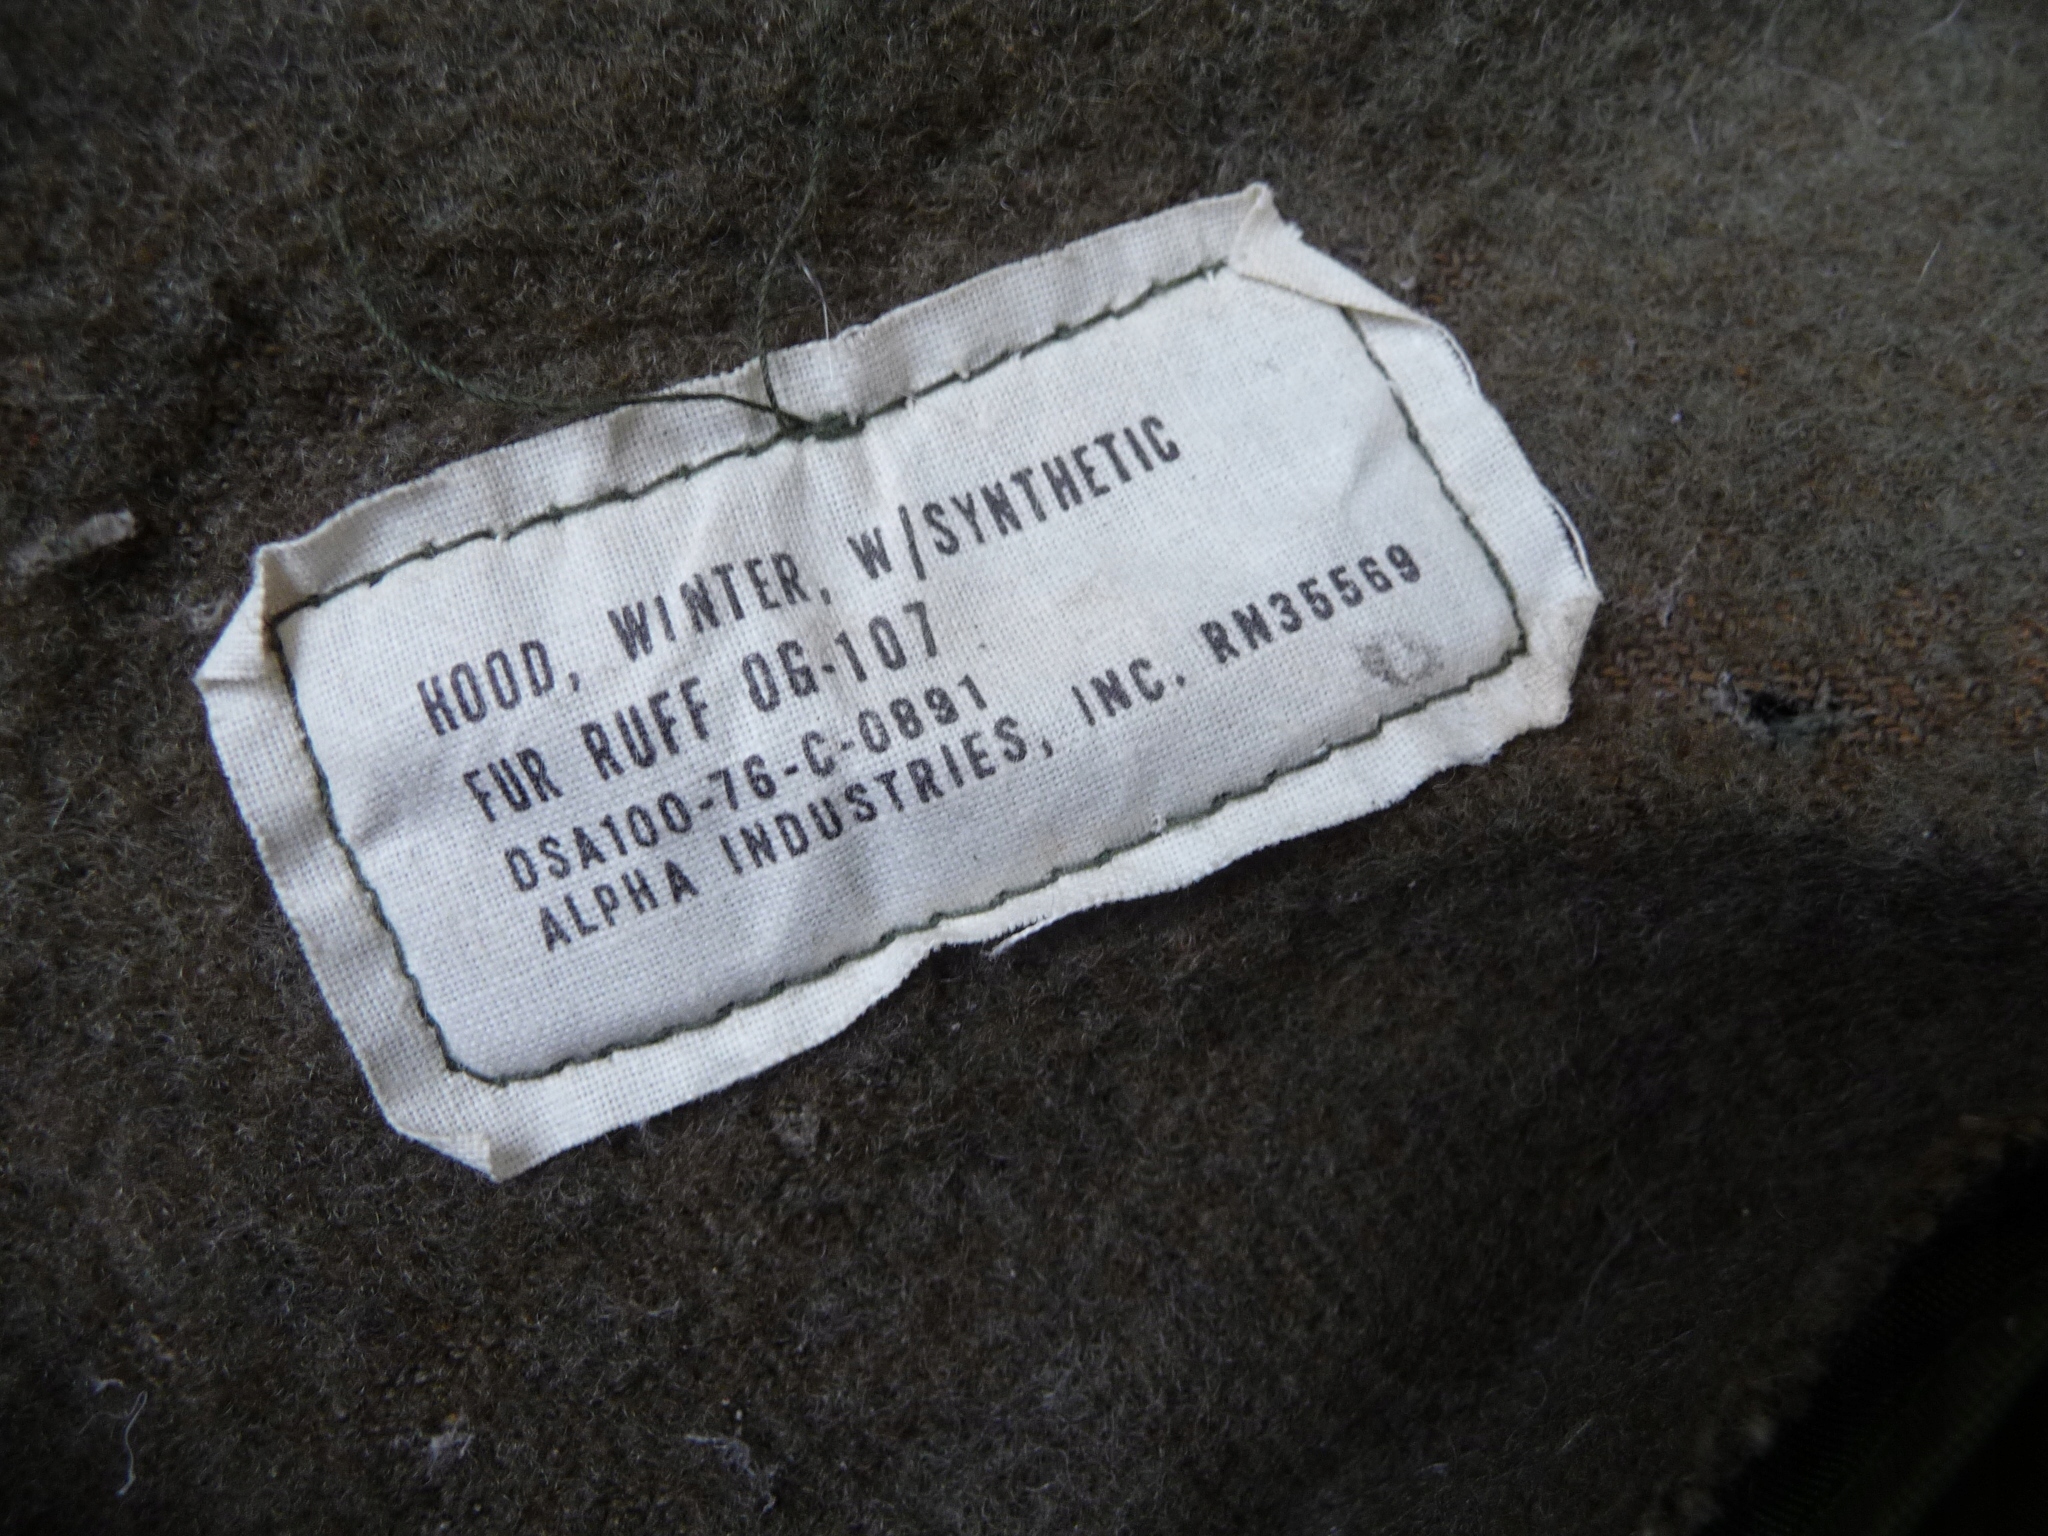 HOOD, WINTER, W/SYNTHETIC
FUR RUFF OG-107
DSA100-76-C-0891
ALPHA INDUSTRIES, INC. RN35569